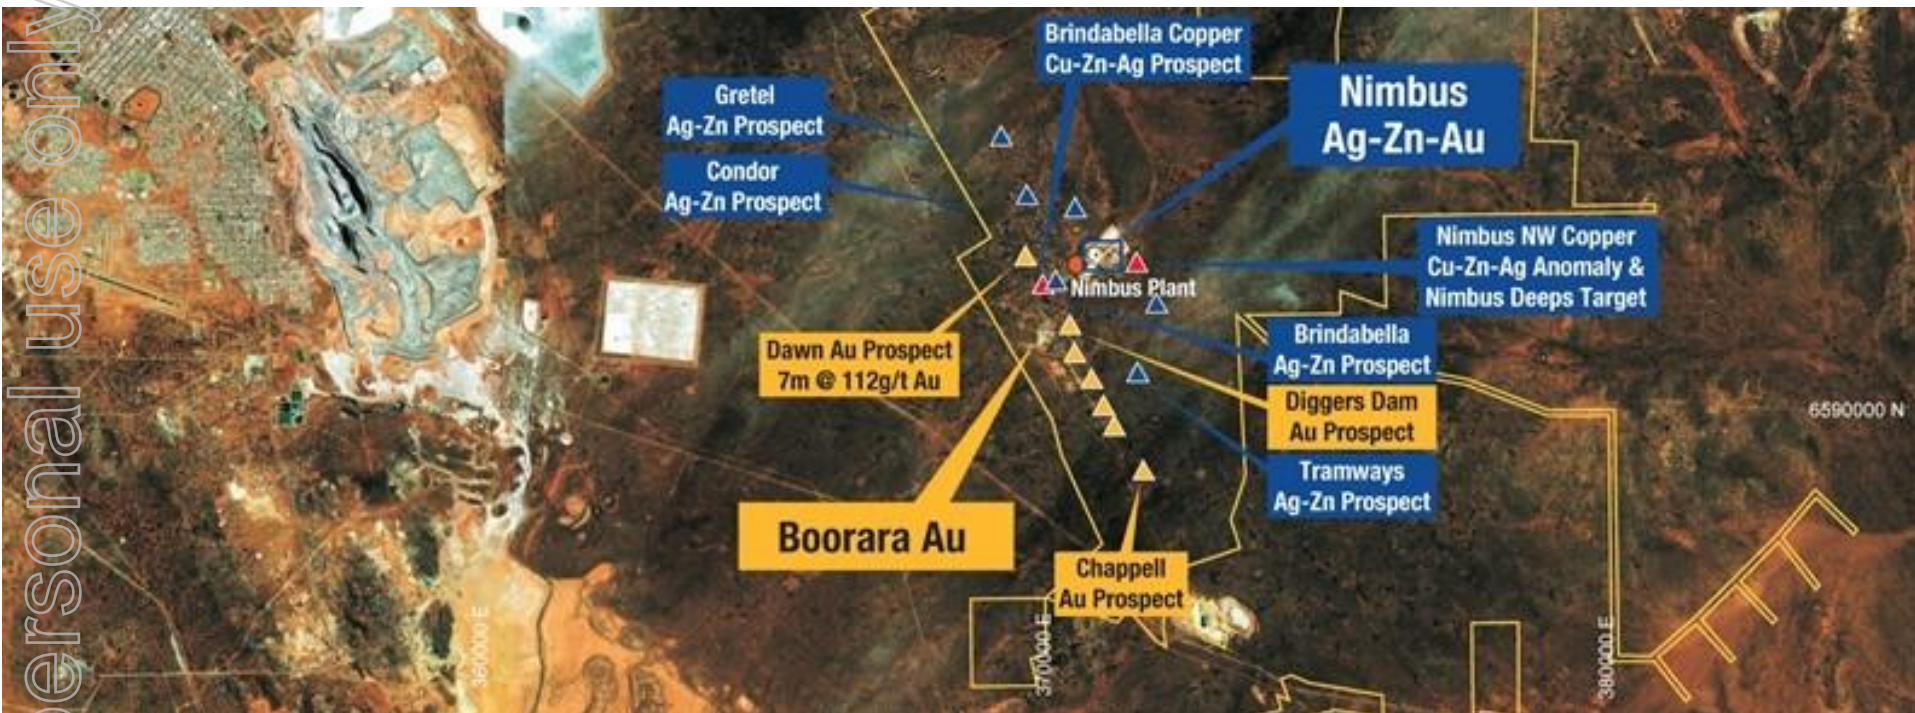 ersonal use only
Brindabella Copper
Cu-Zn-Ag Prospect
Nimbus
Ag-Zn-Au
Gretel
Ag-Zn Prospect
Condor
Ag-Zn Prospect
Nimbus NW Copper
Cu-Zn-Ag Anomaly &
Nimbus Deeps Target
Nimbus Plant
Dawn Au Prospect
7m @ 112g/t Au
Brindabella
Ag-Zn Prospect
Diggers Dam
Au Prospect
6590000 N
Tramways
Ag-Zn Prospect
Boorara Au
Chappell
Au Prospect
360000 E
370000 E
380000 E